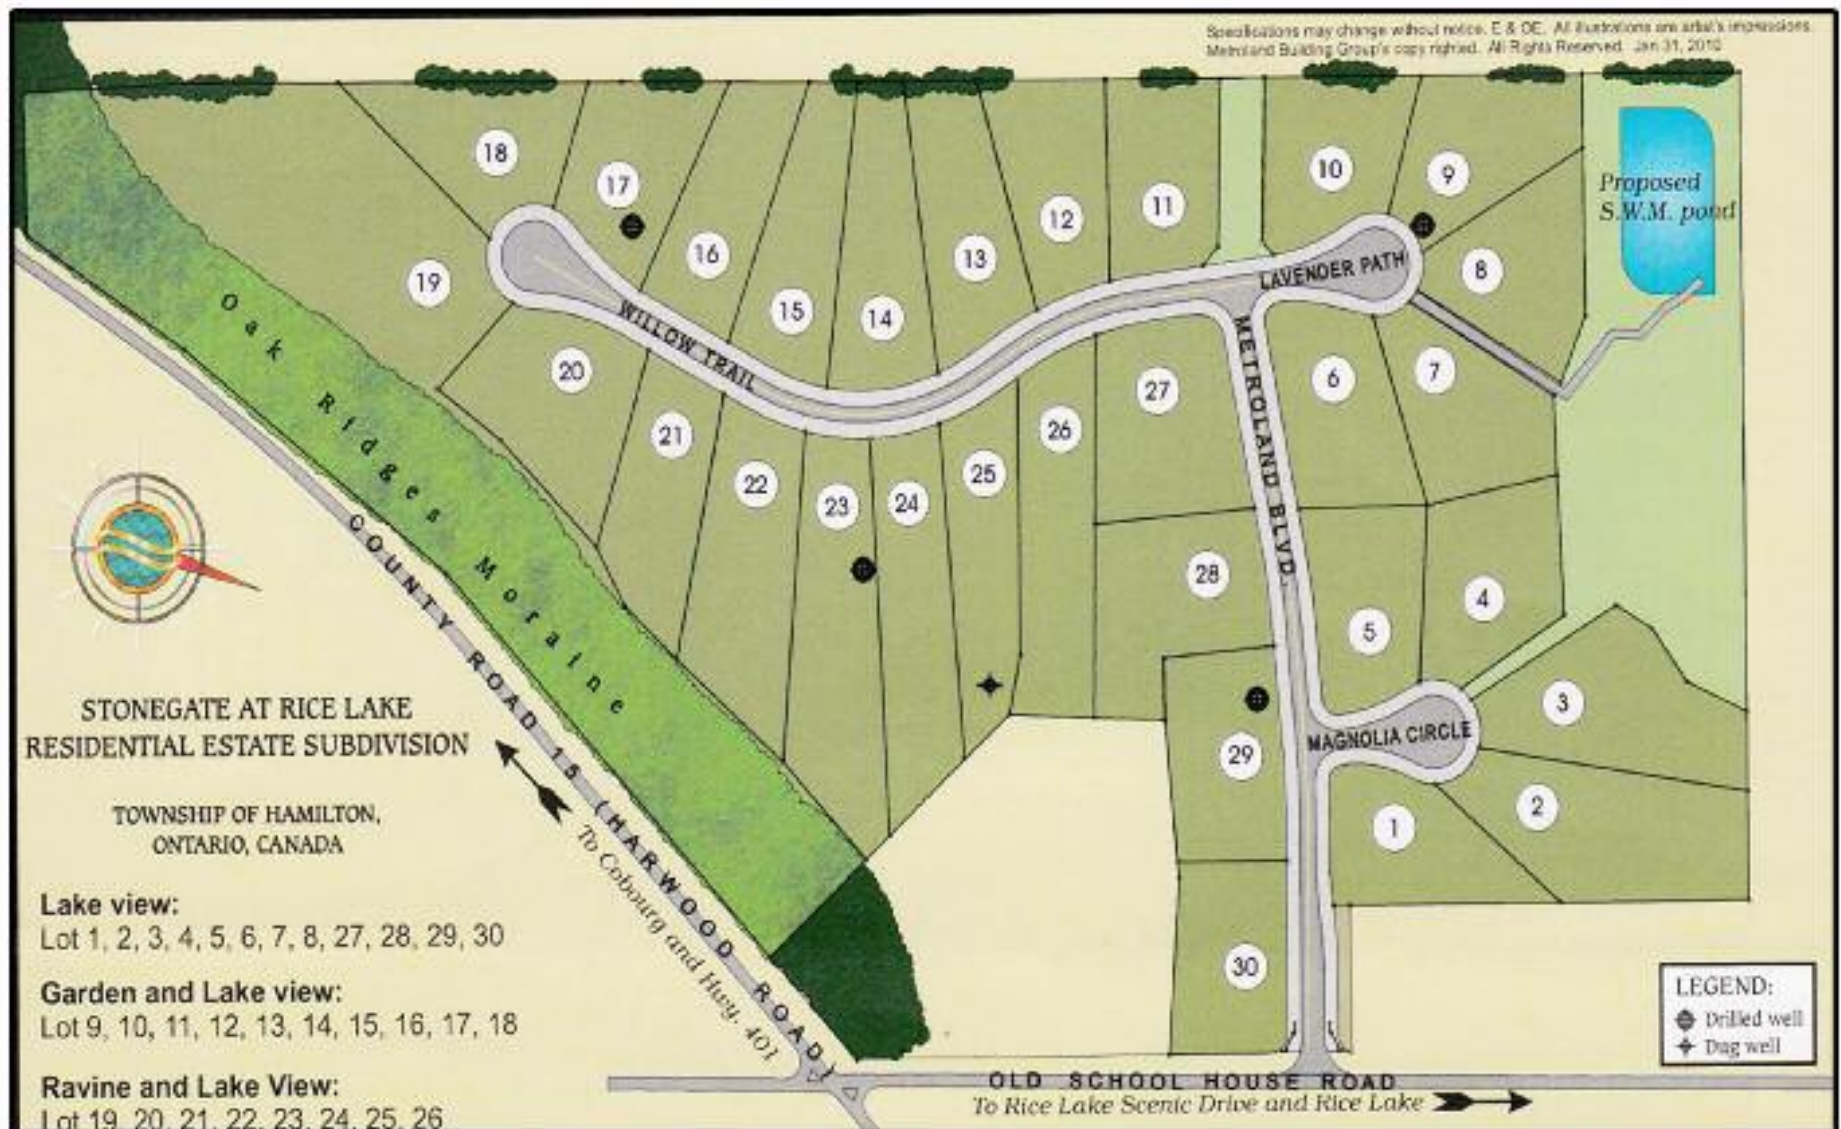 Specifications may change without notice. E & OE. All illustrations are artist's impressions.
Metroland Building Group's copy righted. All Rights Reserved. Jan 31, 2010
18
17
16
15
14
13
12
11
10
9
8
Proposed
S.W.M. pond
19
20
21
22
23
24
25
26
27
28
29
30
7
6
5
4
3
2
1
WILLOW TRAIL
LAVENDER PATH
METROLAND BLVD.
MAGNOLIA CIRCLE
Oak Ridges Moraine
COUNTY ROAD 15 (HARWOOD ROAD)
To Cobourg and Hwy. 401
STONEGATE AT RICE LAKE
RESIDENTIAL ESTATE SUBDIVISION
TOWNSHIP OF HAMILTON,
ONTARIO, CANADA
Lake view:
Lot 1, 2, 3, 4, 5, 6, 7, 8, 27, 28, 29, 30
Garden and Lake view:
Lot 9, 10, 11, 12, 13, 14, 15, 16, 17, 18
Ravine and Lake View:
Lot 19, 20, 21, 22, 23, 24, 25, 26
LEGEND:
Drilled well
Dug well
OLD SCHOOL HOUSE ROAD
To Rice Lake Scenic Drive and Rice Lake